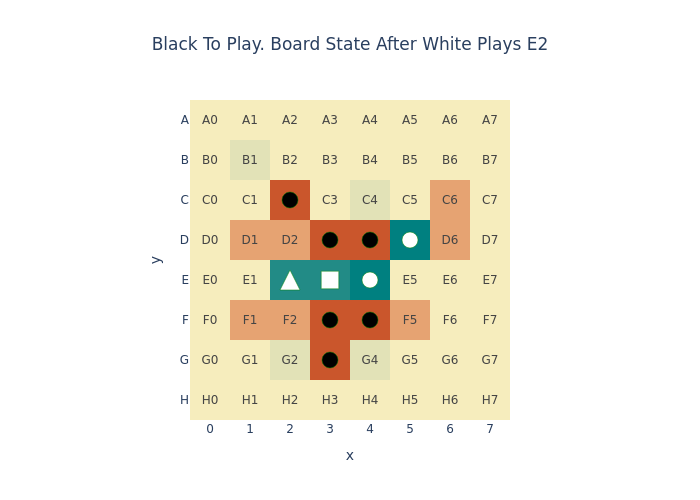 Black To Play. Board State After White Plays E2
A A0 A1 A2 A3 A4 A5 A6 A7
B B0 B1 B2 B3 B4 B5 B6 B7
C C0 C1 C3 C4 C5 C6 C7
D D0 D1 D2 D6 D7
y
E E0 E1 E5 E6 E7
F F0 F1 F2 F5 F6 F7
G G0 G1 G2 G4 G5 G6 G7
H H0 H1 H2 H3 H4 H5 H6 H7
0 1 2 3 4 5 6 7
x